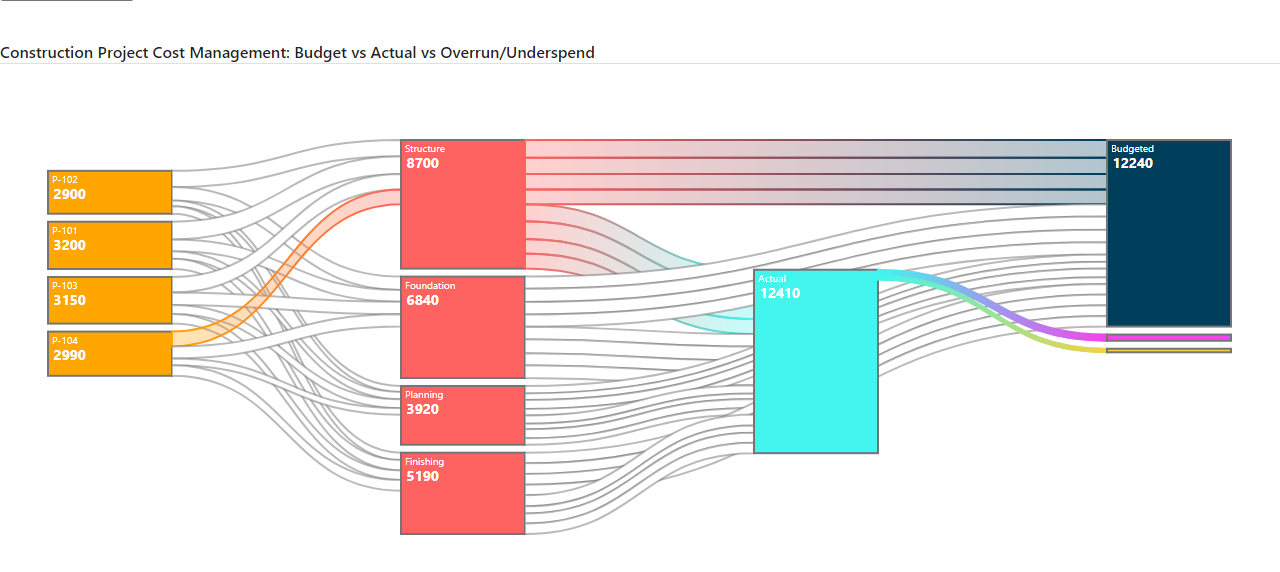 Construction Project Cost Management: Budget vs Actual vs Overrun/Underspend
P-102
2900
P-101
3200
P-103
3150
P-104
2990
Structure
8700
Foundation
6840
Planning
3920
Finishing
5190
Actual
12410
Budgeted
12240